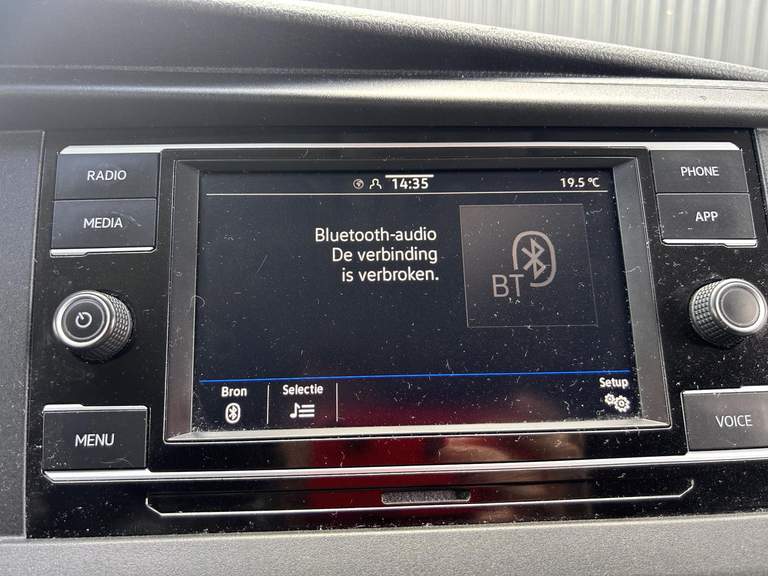 RADIO
MEDIA
MENU
14:35
19.5 °C
Bluetooth-audio
De verbinding
is verbroken.
BT
Bron
Selectie
Setup
PHONE
APP
VOICE